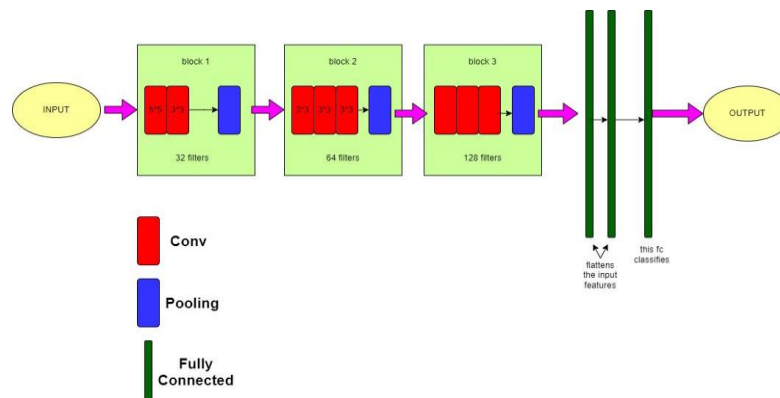 block 1
block 2
block 3
INPUT
5*5
3*3
3*3
3*3
3*3
OUTPUT
32 filters
64 filters
128 filters
flattens
the input
features
this fc
classifies
Conv
Pooling
Fully
Connected